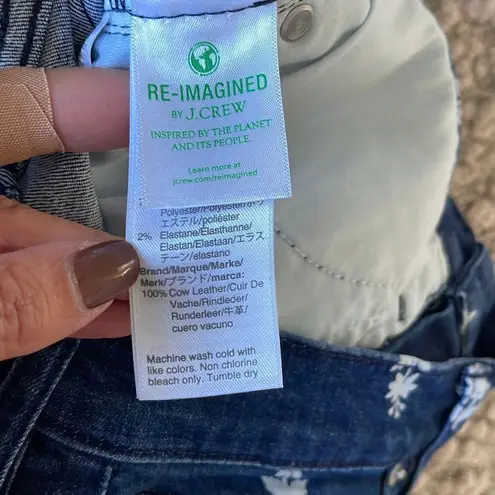 RE-IMAGINED
BY J.CREW
INSPIRED BY THE PLANET
AND ITS PEOPLE
Learn more at
jcrew.com/reimagined
Polyester/Polyester/ポリ
エステル/poliéster
2% Elastane/Élasthanne/
Elastan/Elastaan/エラス
テーン/elastano
Brand/Marque/Marke/
Merk/ブランド/marca:
100% Cow Leather/Cuir De
Vache/Rindleder/
Runderleer/牛革/
cuero vacuno
Machine wash cold with
like colors. Non chlorine
bleach only. Tumble dry